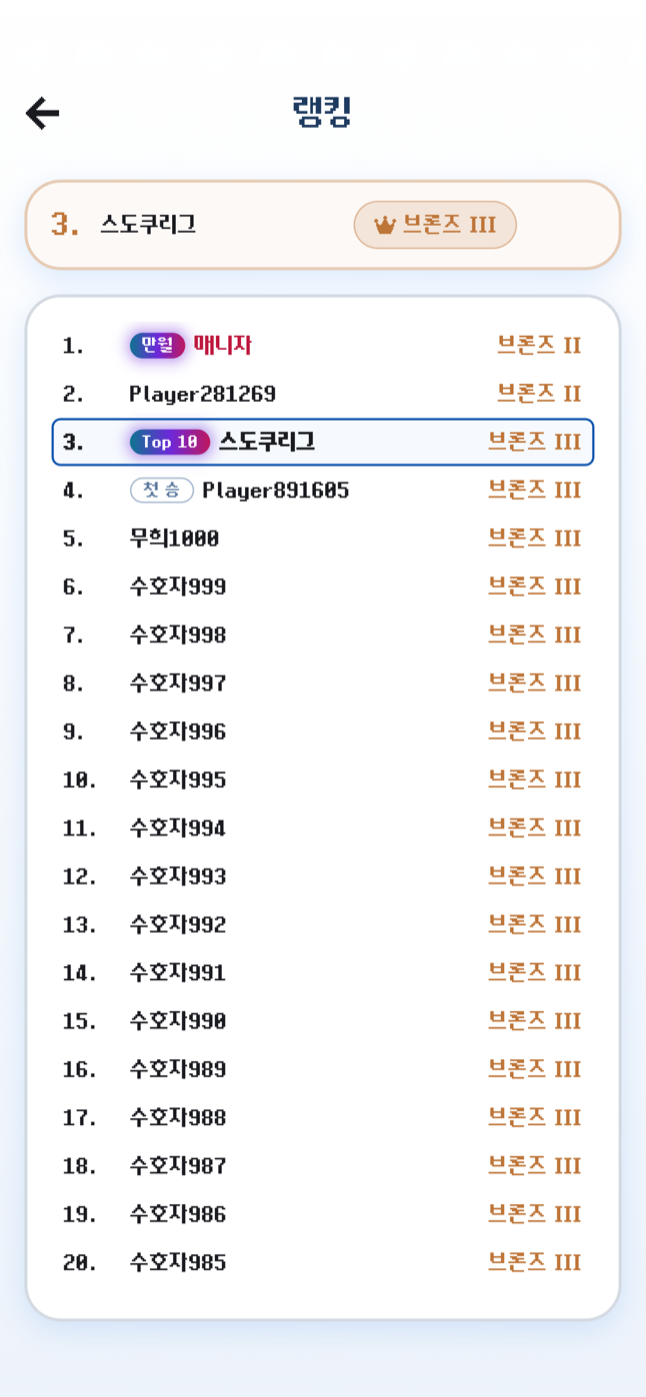 랭킹
3. 스도쿠리그 브론즈 III
1. 만월 매니자 브론즈 II
2. Player281269 브론즈 II
3. Top 10 스도쿠리그 브론즈 III
4. 첫 승 Player891605 브론즈 III
5. 무희1000 브론즈 III
6. 수호자999 브론즈 III
7. 수호자998 브론즈 III
8. 수호자997 브론즈 III
9. 수호자996 브론즈 III
10. 수호자995 브론즈 III
11. 수호자994 브론즈 III
12. 수호자993 브론즈 III
13. 수호자992 브론즈 III
14. 수호자991 브론즈 III
15. 수호자990 브론즈 III
16. 수호자989 브론즈 III
17. 수호자988 브론즈 III
18. 수호자987 브론즈 III
19. 수호자986 브론즈 III
20. 수호자985 브론즈 III